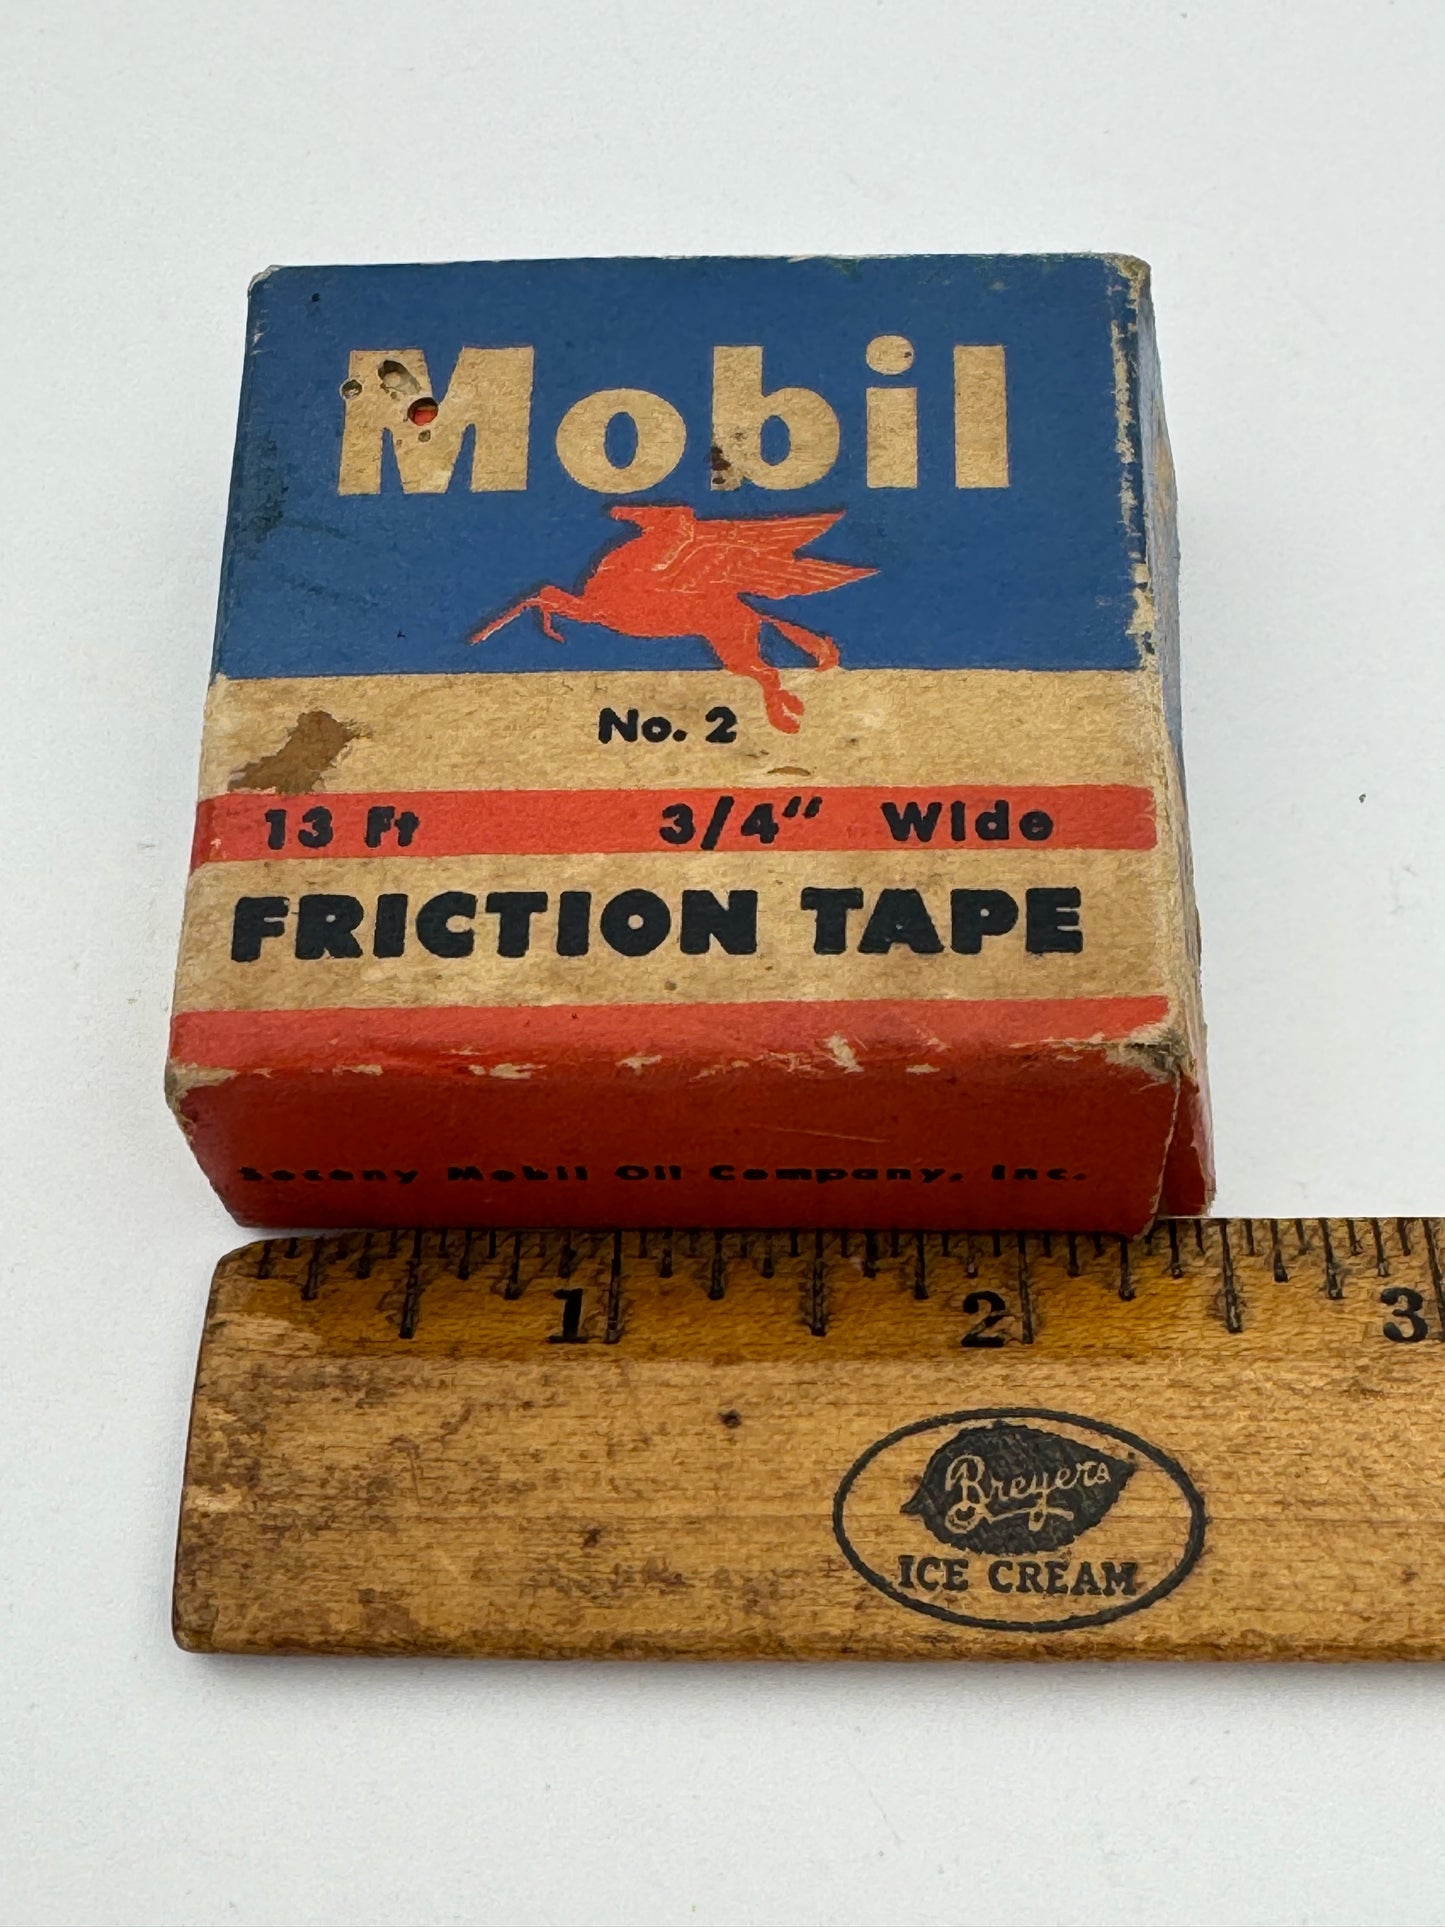 Mobil
No. 2
13 Ft 3/4" Wide
FRICTION TAPE
Socony Mobil Oil Company, Inc.
1 2 3
Breyers
ICE CREAM